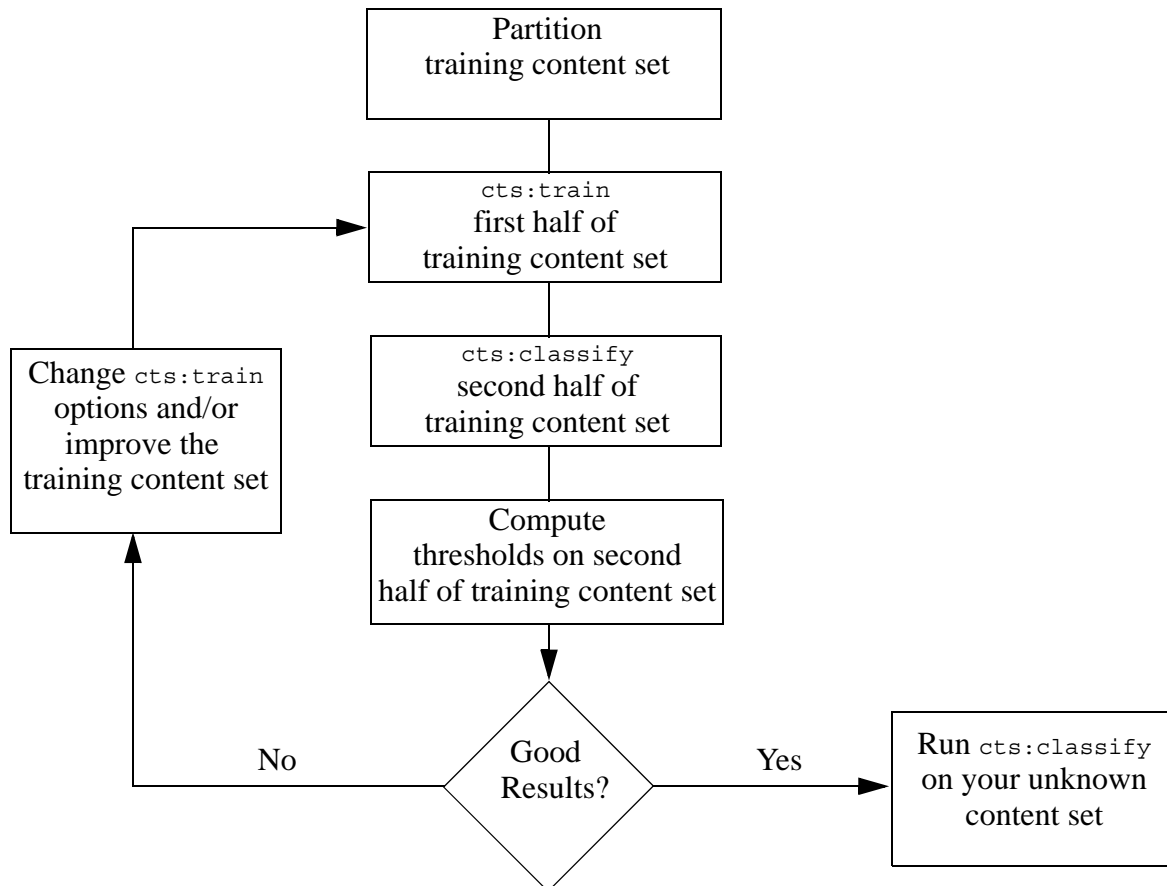 Partition
training content set
cts:train
first half of
training content set
cts:classify
second half of
training content set
Change cts:train
options and/or
improve the
training content set
Compute
thresholds on second
half of training content set
Good
Results?
No
Yes
Run cts:classify
on your unknown
content set